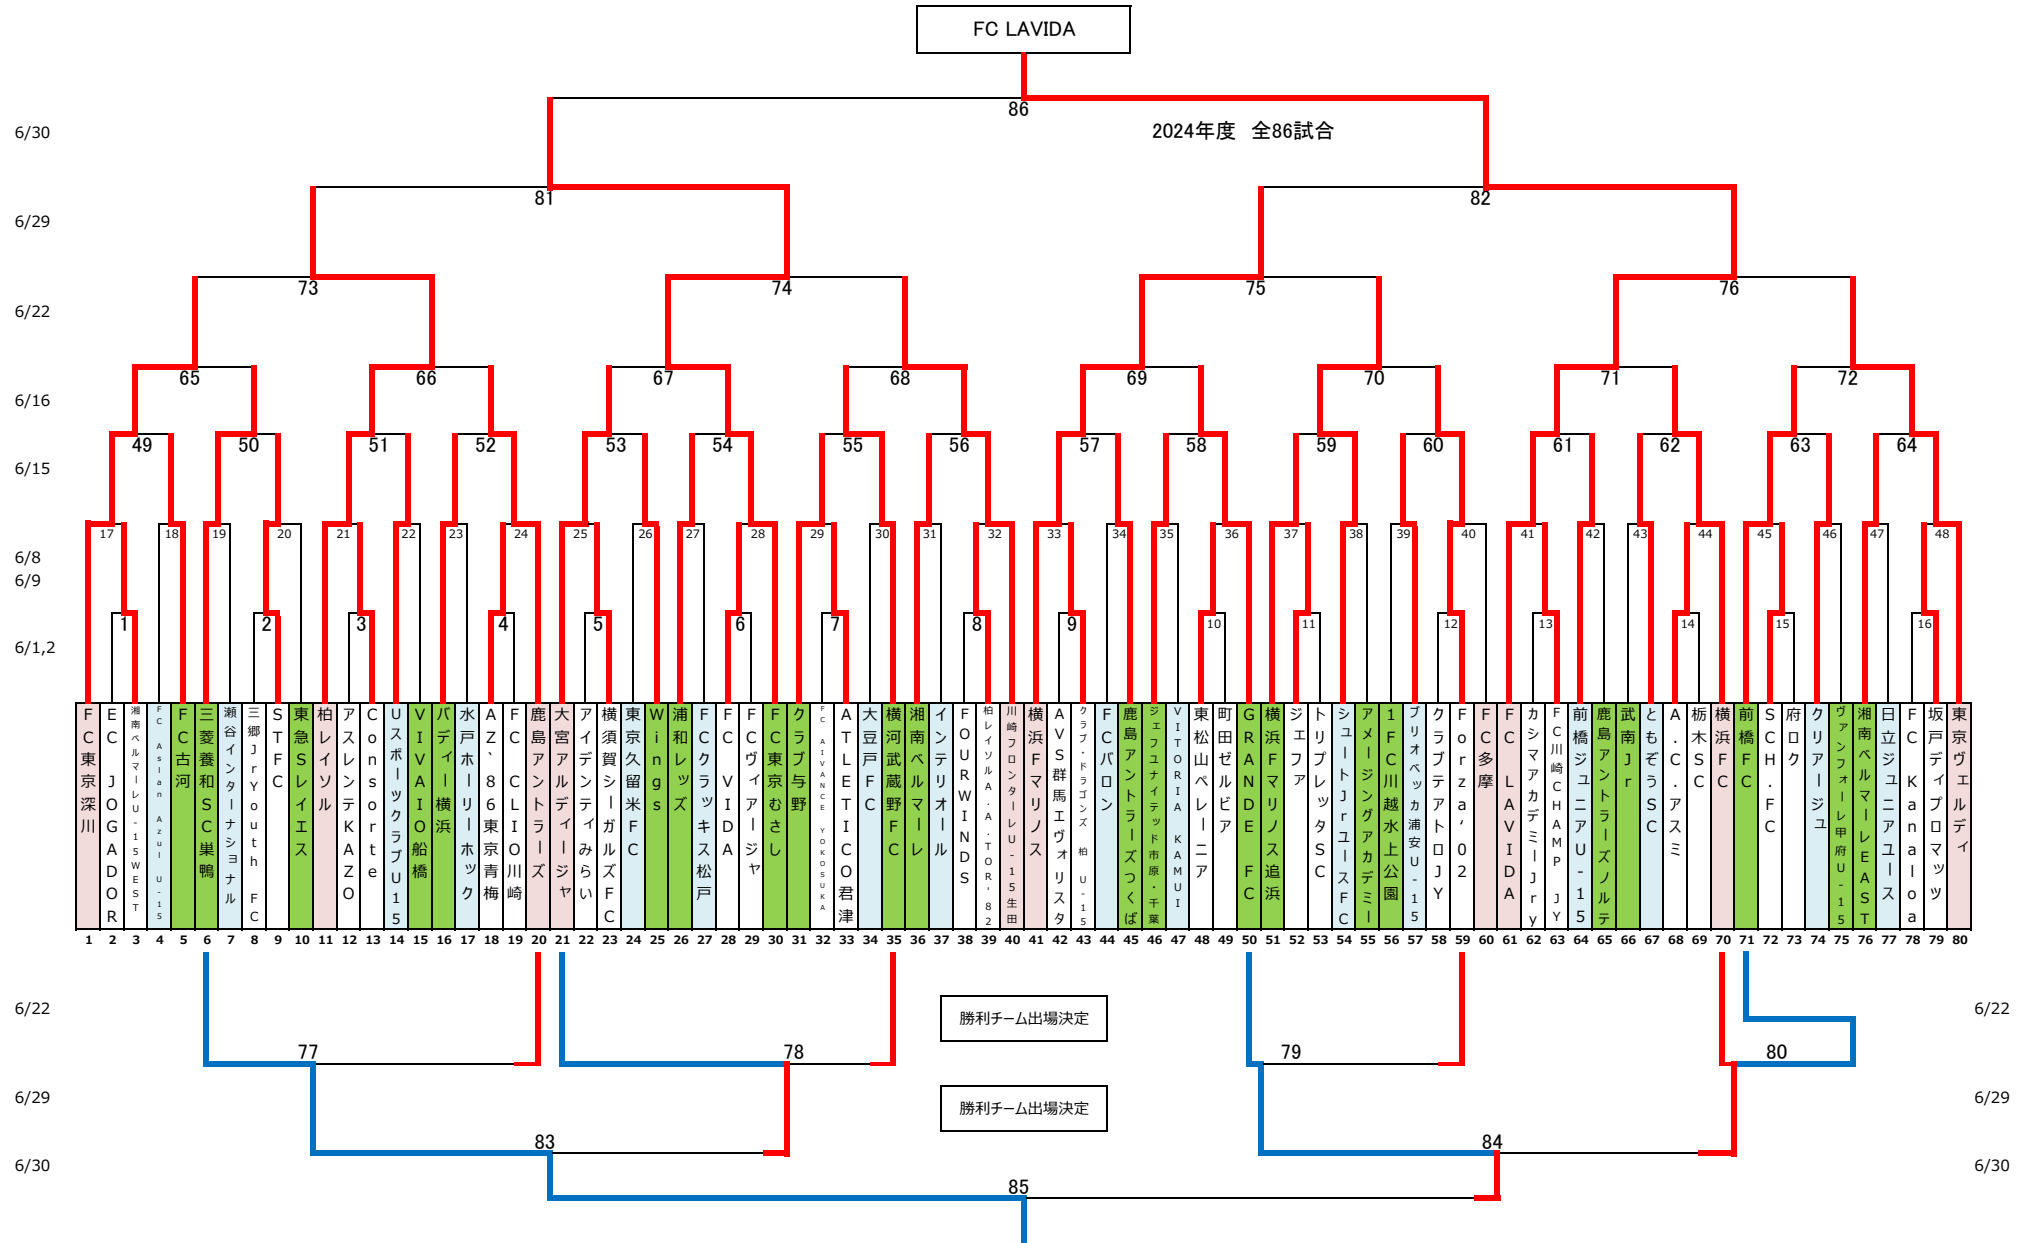 FC LAVIDA
86
6/30
2024年度 全86試合
81
82
6/29
73
74
75
76
6/22
65
66
67
68
69
70
71
72
6/16
49
50
51
52
53
54
55
56
57
58
59
60
61
62
63
64
6/15
17
18
19
20
21
22
23
24
25
26
27
28
29
30
31
32
33
34
35
36
37
38
39
40
41
42
43
44
45
46
47
48
6/8
6/9
1
2
3
4
5
6
7
8
9
10
11
12
13
14
15
16
6/1,2
FC東京深川
EC JOGADOR
湘南ベルマーレU-15WEST
FC Asian Azul U-15
FC古河
三菱養和SC巣鴨
瀬谷インターナショナル
三郷JrYouth FC
STFC
東急Sレイエス
柏レイソル
アスレンテKAZO
Consorte
UスポーツクラブU15
VIVAIO船橋
バディー横浜
水戸ホーリーホック
AZ`86東京青梅
FC CLIO川崎
鹿島アントラーズ
大宮アルディージャ
アイデンティみらい
横須賀シーガルズFC
東京久留米FC
Wings
浦和レッズ
FCクラッキス松戸
FC VIDA
FCヴィアージャ
FC東京むさし
クラブ与野
FC AIVANCE YOKOSUKA
ATLETICO君津
大豆戸FC
横河武蔵野FC
湘南ベルマーレ
インテリオール
FOURWINDS
柏レイソルA.A.TOR'82
川崎フロンターレU-15生田
横浜Fマリノス
AVS群馬エヴォリスタ
クラブ・ドラゴンズ 柏 U-15
FCバロン
鹿島アントラーズつくば
ジェフユナイテッド市原・千葉
VITORIA KAMUI
東松山ペレーニア
町田ゼルビア
GRANDE FC
横浜Fマリノス追浜
ジェファ
トリプレッタSC
シュートJrユースFC
アメージングアカデミー
1FC川越水上公園
ブリオベッカ浦安U-15
クラブテアトロJY
Forza'02
FC多摩
FC LAVIDA
カシマアカデミーJry
FC川崎CHAMP JY
前橋ジュニアU-15
鹿島アントラーズノルテ
武南Jr
ともぞうSC
A.C.アスミ
栃木SC
横浜FC
前橋FC
SCH.FC
府ロク
クリアージュ
ヴァンフォーレ甲府U-15
湘南ベルマーレEAST
日立ジュニアユース
FC Kanaloa
坂戸ディプロマッツ
東京ヴェルディ
1 2 3 4 5 6 7 8 9 10 11 12 13 14 15 16 17 18 19 20 21 22 23 24 25 26 27 28 29 30 31 32 33 34 35 36 37 38 39 40 41 42 43 44 45 46 47 48 49 50 51 52 53 54 55 56 57 58 59 60 61 62 63 64 65 66 67 68 69 70 71 72 73 74 75 76 77 78 79 80
6/22
勝利チーム出場決定
6/22
77
78
79
80
6/29
勝利チーム出場決定
6/29
83
84
6/30
6/30
85